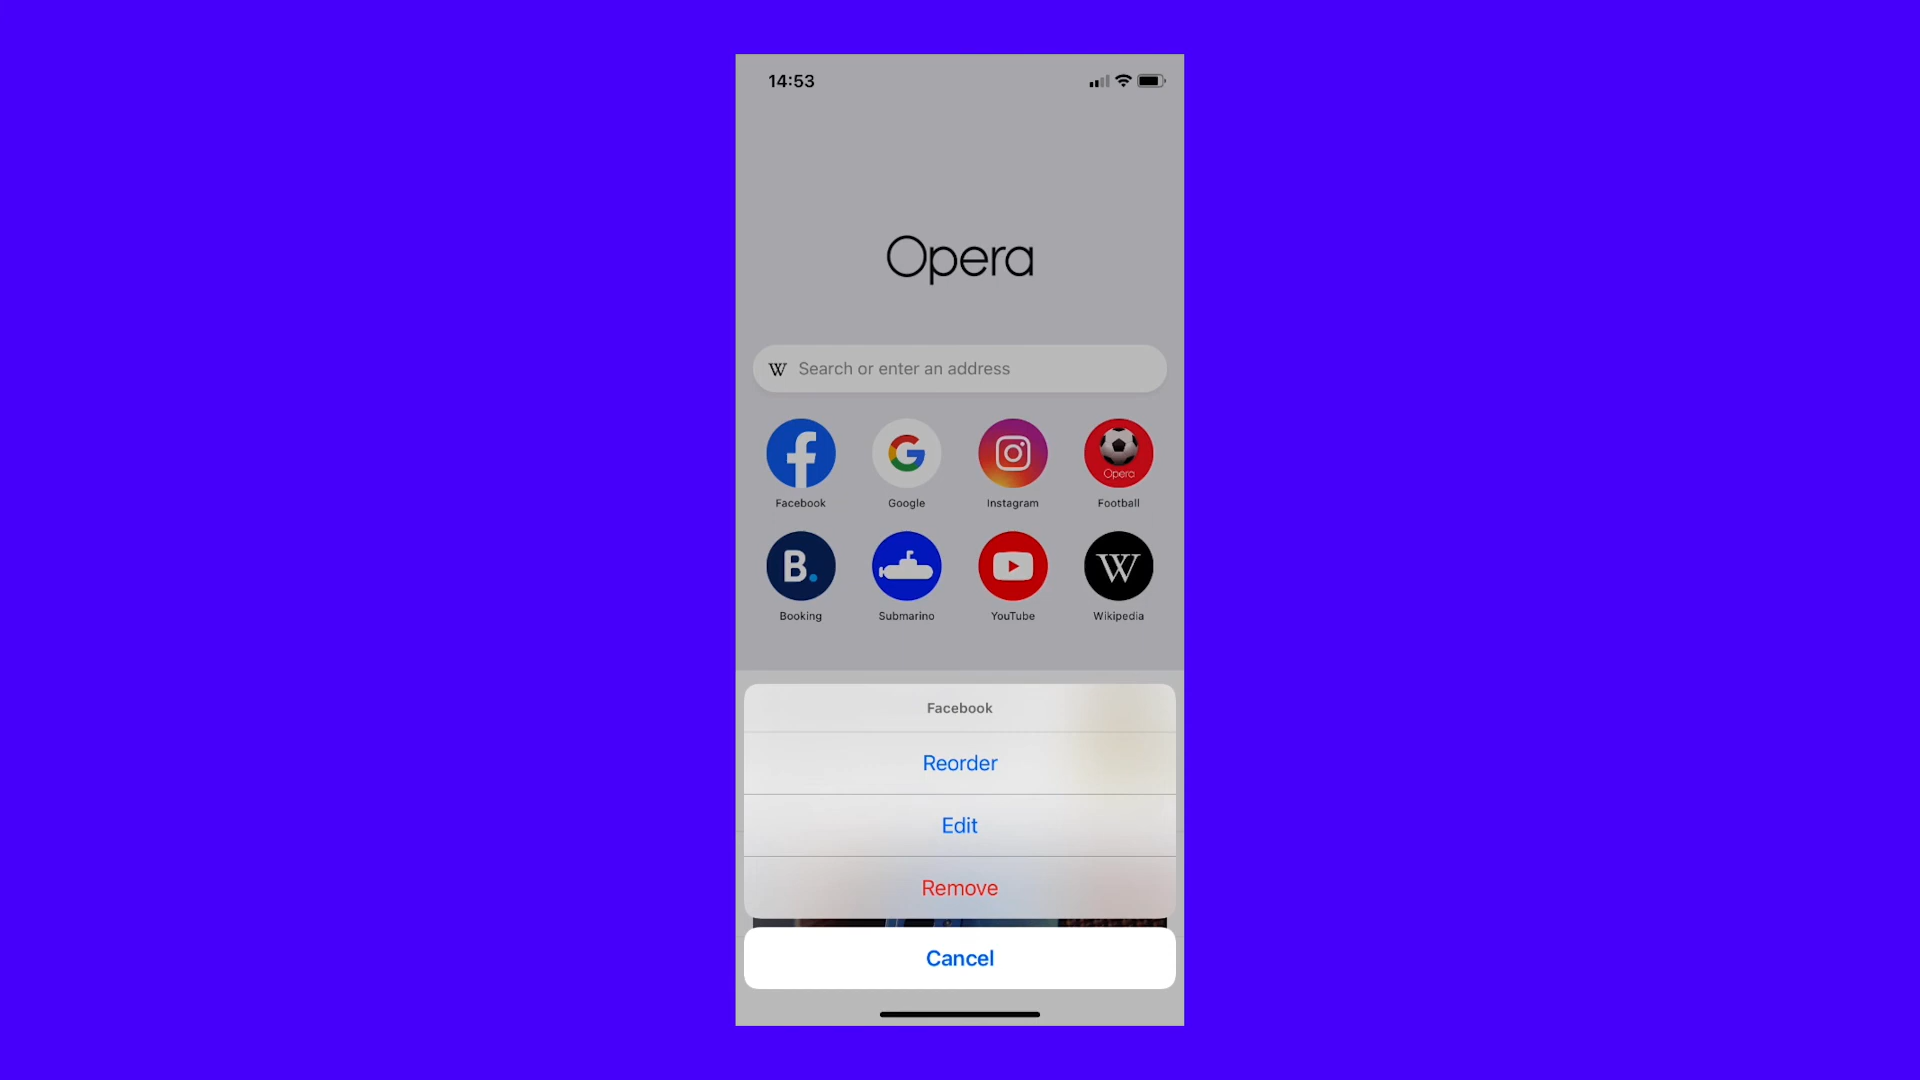 14:53
Opera
W Search or enter an address
Facebook Google Instagram Football
Opera
B.
W
Booking Submarino YouTube Wikipedia
Facebook
Reorder
Edit
Remove
Cancel